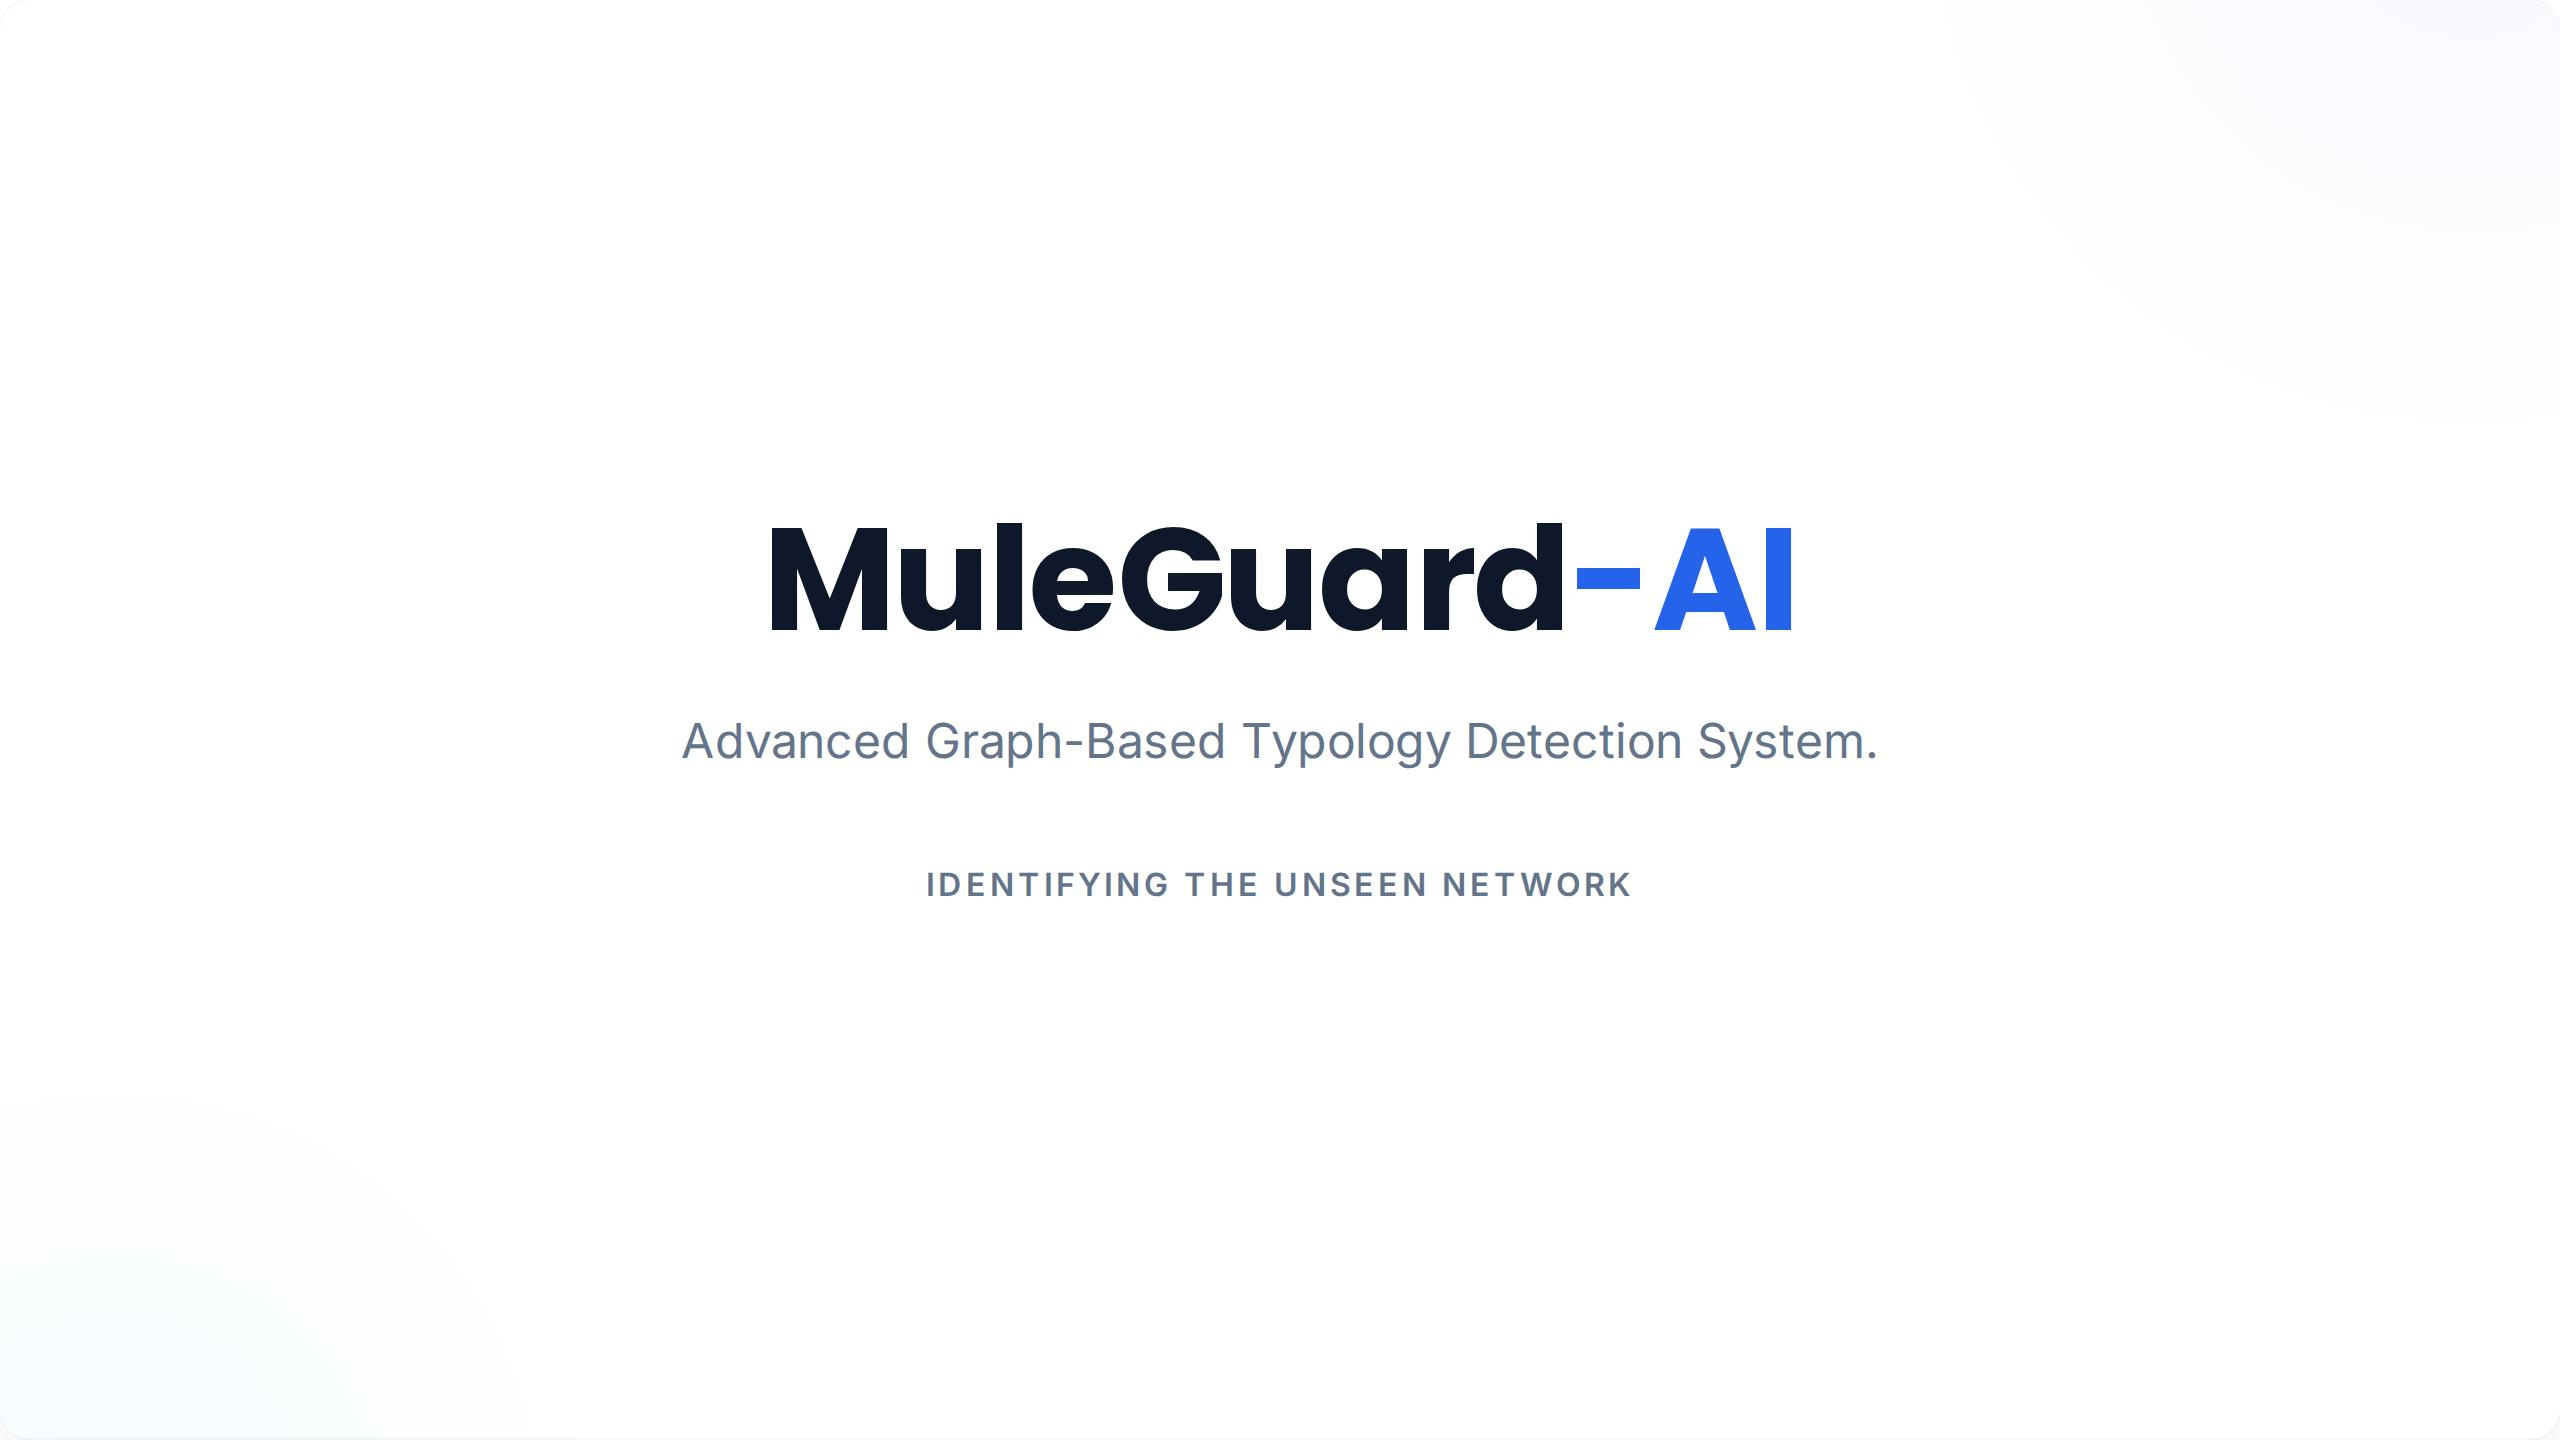 MuleGuard-AI
Advanced Graph-Based Typology Detection System.
IDENTIFYING THE UNSEEN NETWORK